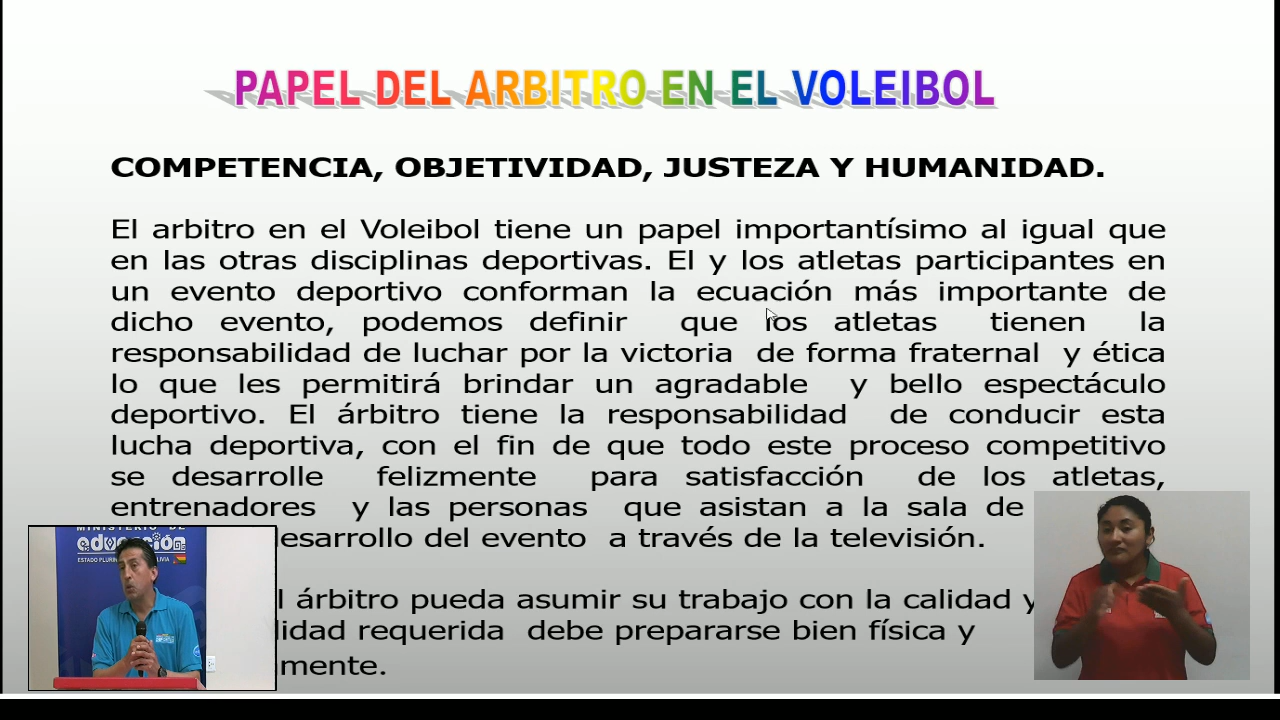 PAPEL DEL ARBITRO EN EL VOLEIBOL
COMPETENCIA, OBJETIVIDAD, JUSTEZA Y HUMANIDAD.
El arbitro en el Voleibol tiene un papel importantísimo al igual que
en las otras disciplinas deportivas. El y los atletas participantes en
un evento deportivo conforman la ecuación más importante de
dicho evento, podemos definir que los atletas tienen la
responsabilidad de luchar por la victoria de forma fraternal y ética
lo que les permitirá brindar un agradable y bello espectáculo
deportivo. El árbitro tiene la responsabilidad de conducir esta
lucha deportiva, con el fin de que todo este proceso competitivo
se desarrolle felizmente para satisfacción de los atletas,
entrenadores y las personas que asistan a la sala de
desarrollo del evento a través de la televisión.
árbitro pueda asumir su trabajo con la calidad y
requerida debe prepararse bien física y
MINISTERIO DE
educación